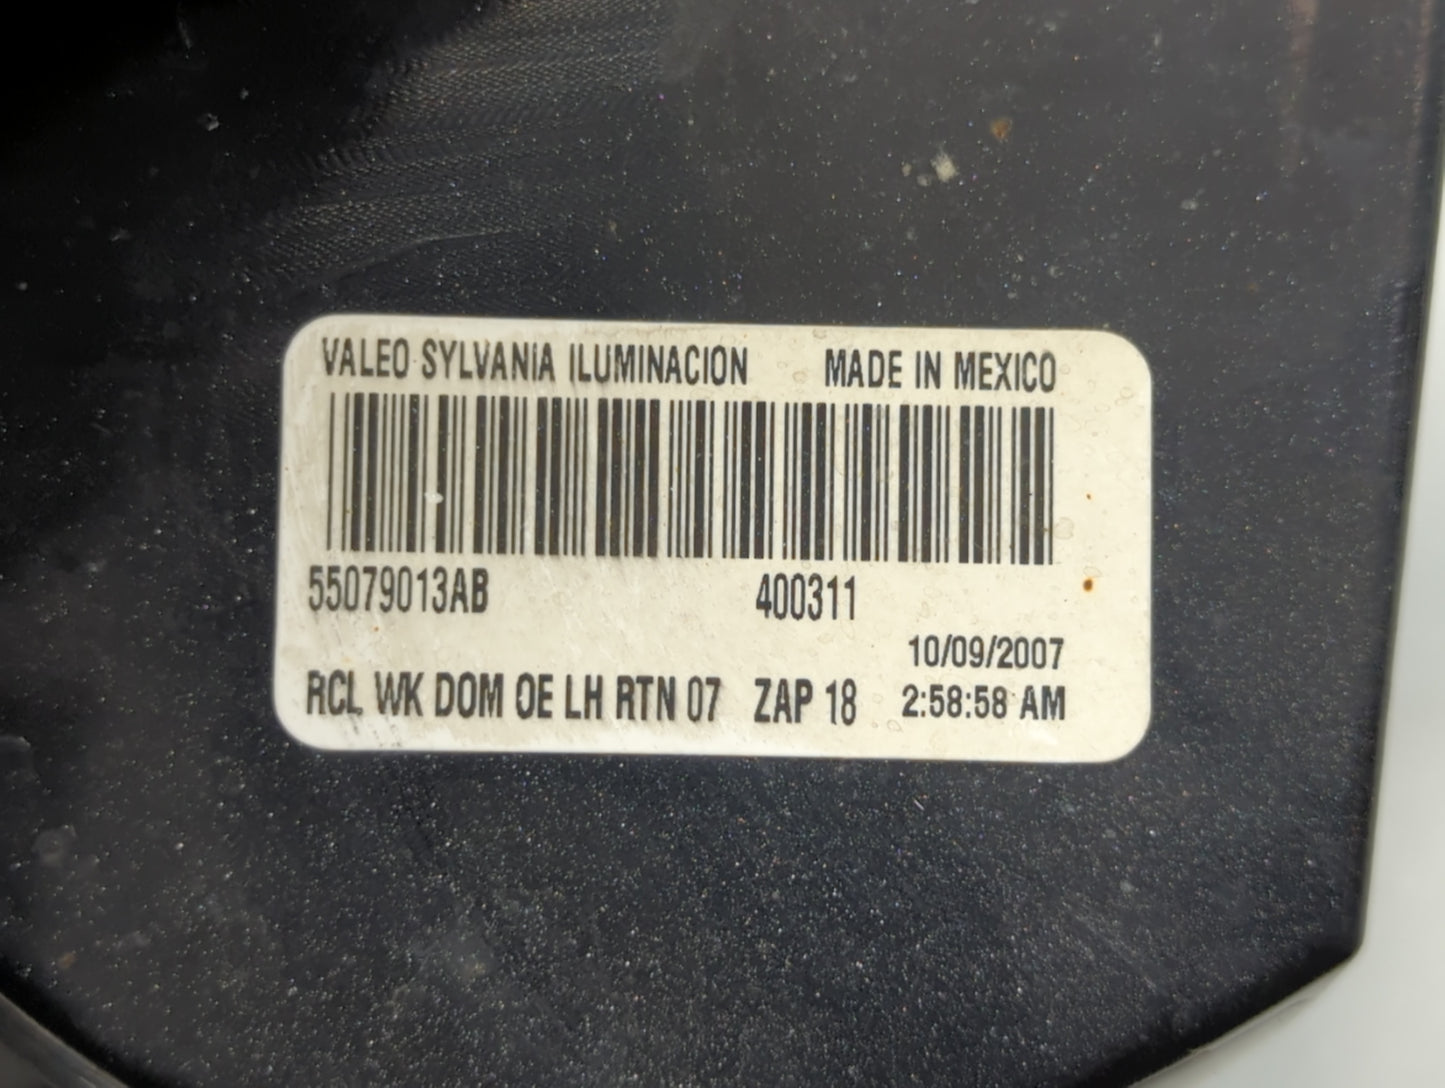 VALEO SYLVANIA ILUMINACION MADE IN MEXICO
55079013AB 400311
10/09/2007
RCL WK DOM OE LH RTN 07 ZAP 18 2:58:58 AM